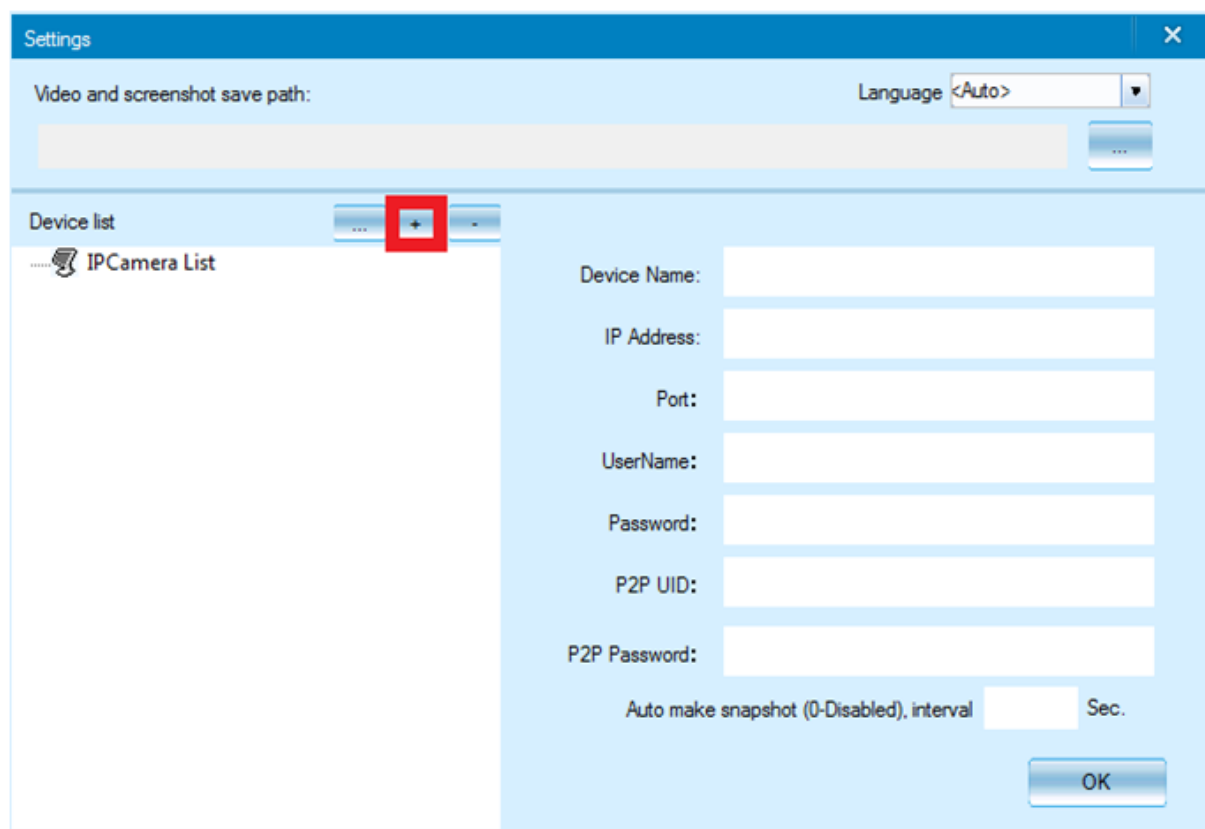 Settings ×
Video and screenshot save path: Language <Auto>
...
Device list ... + -
IPCamera List
Device Name:
IP Address:
Port:
UserName:
Password:
P2P UID:
P2P Password:
Auto make snapshot (0-Disabled), interval Sec.
OK